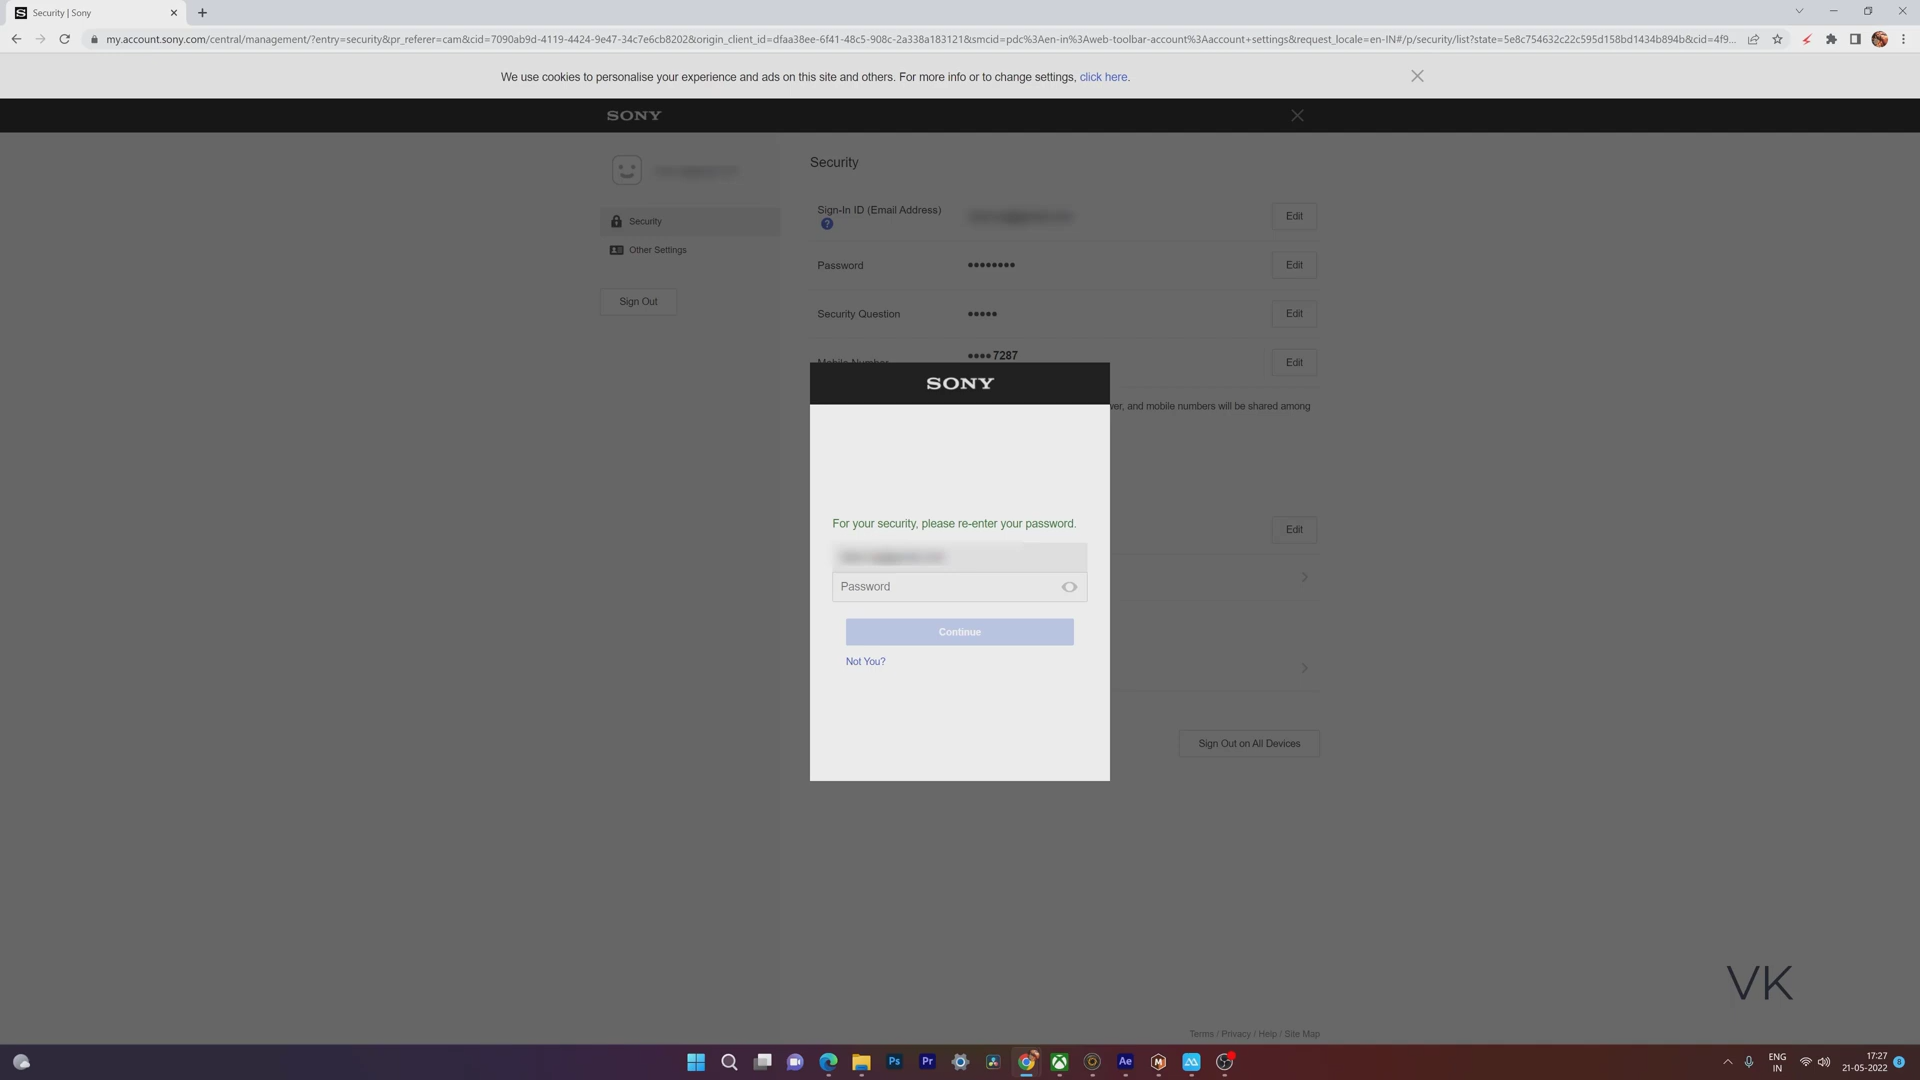 Security | Sony
my.account.sony.com/central/management/?entry=security&pr_referer=cam&cid=7090ab9d-4119-4424-9e47-34c7e6cb8202&origin_client_id=dfaa38ee-6f41-48c5-908c-2a338a183121&smcid=pdc%3Aen-in%3Aweb-toolbar-account%3Aaccount+settings&request_locale=en-IN#/p/security/list?state=5e8c754632c22c595d158bd1434b894b&cid=4f9...
We use cookies to personalise your experience and ads on this site and others. For more info or to change settings, click here.
SONY
Security
Sign-In ID (Email Address)
?
Edit
Security
Other Settings
Password ●●●●●●●● Edit
Sign Out
Security Question ●●●●● Edit
Mobile Number ●●●● 7287 Edit
SONY
, and mobile numbers will be shared among
For your security, please re-enter your password.
Edit
Password
Continue
Not You?
Sign Out on All Devices
VK
Terms / Privacy / Help / Site Map
Ps
Pr
Ae
ENG
IN
17:27
21-05-2022
8